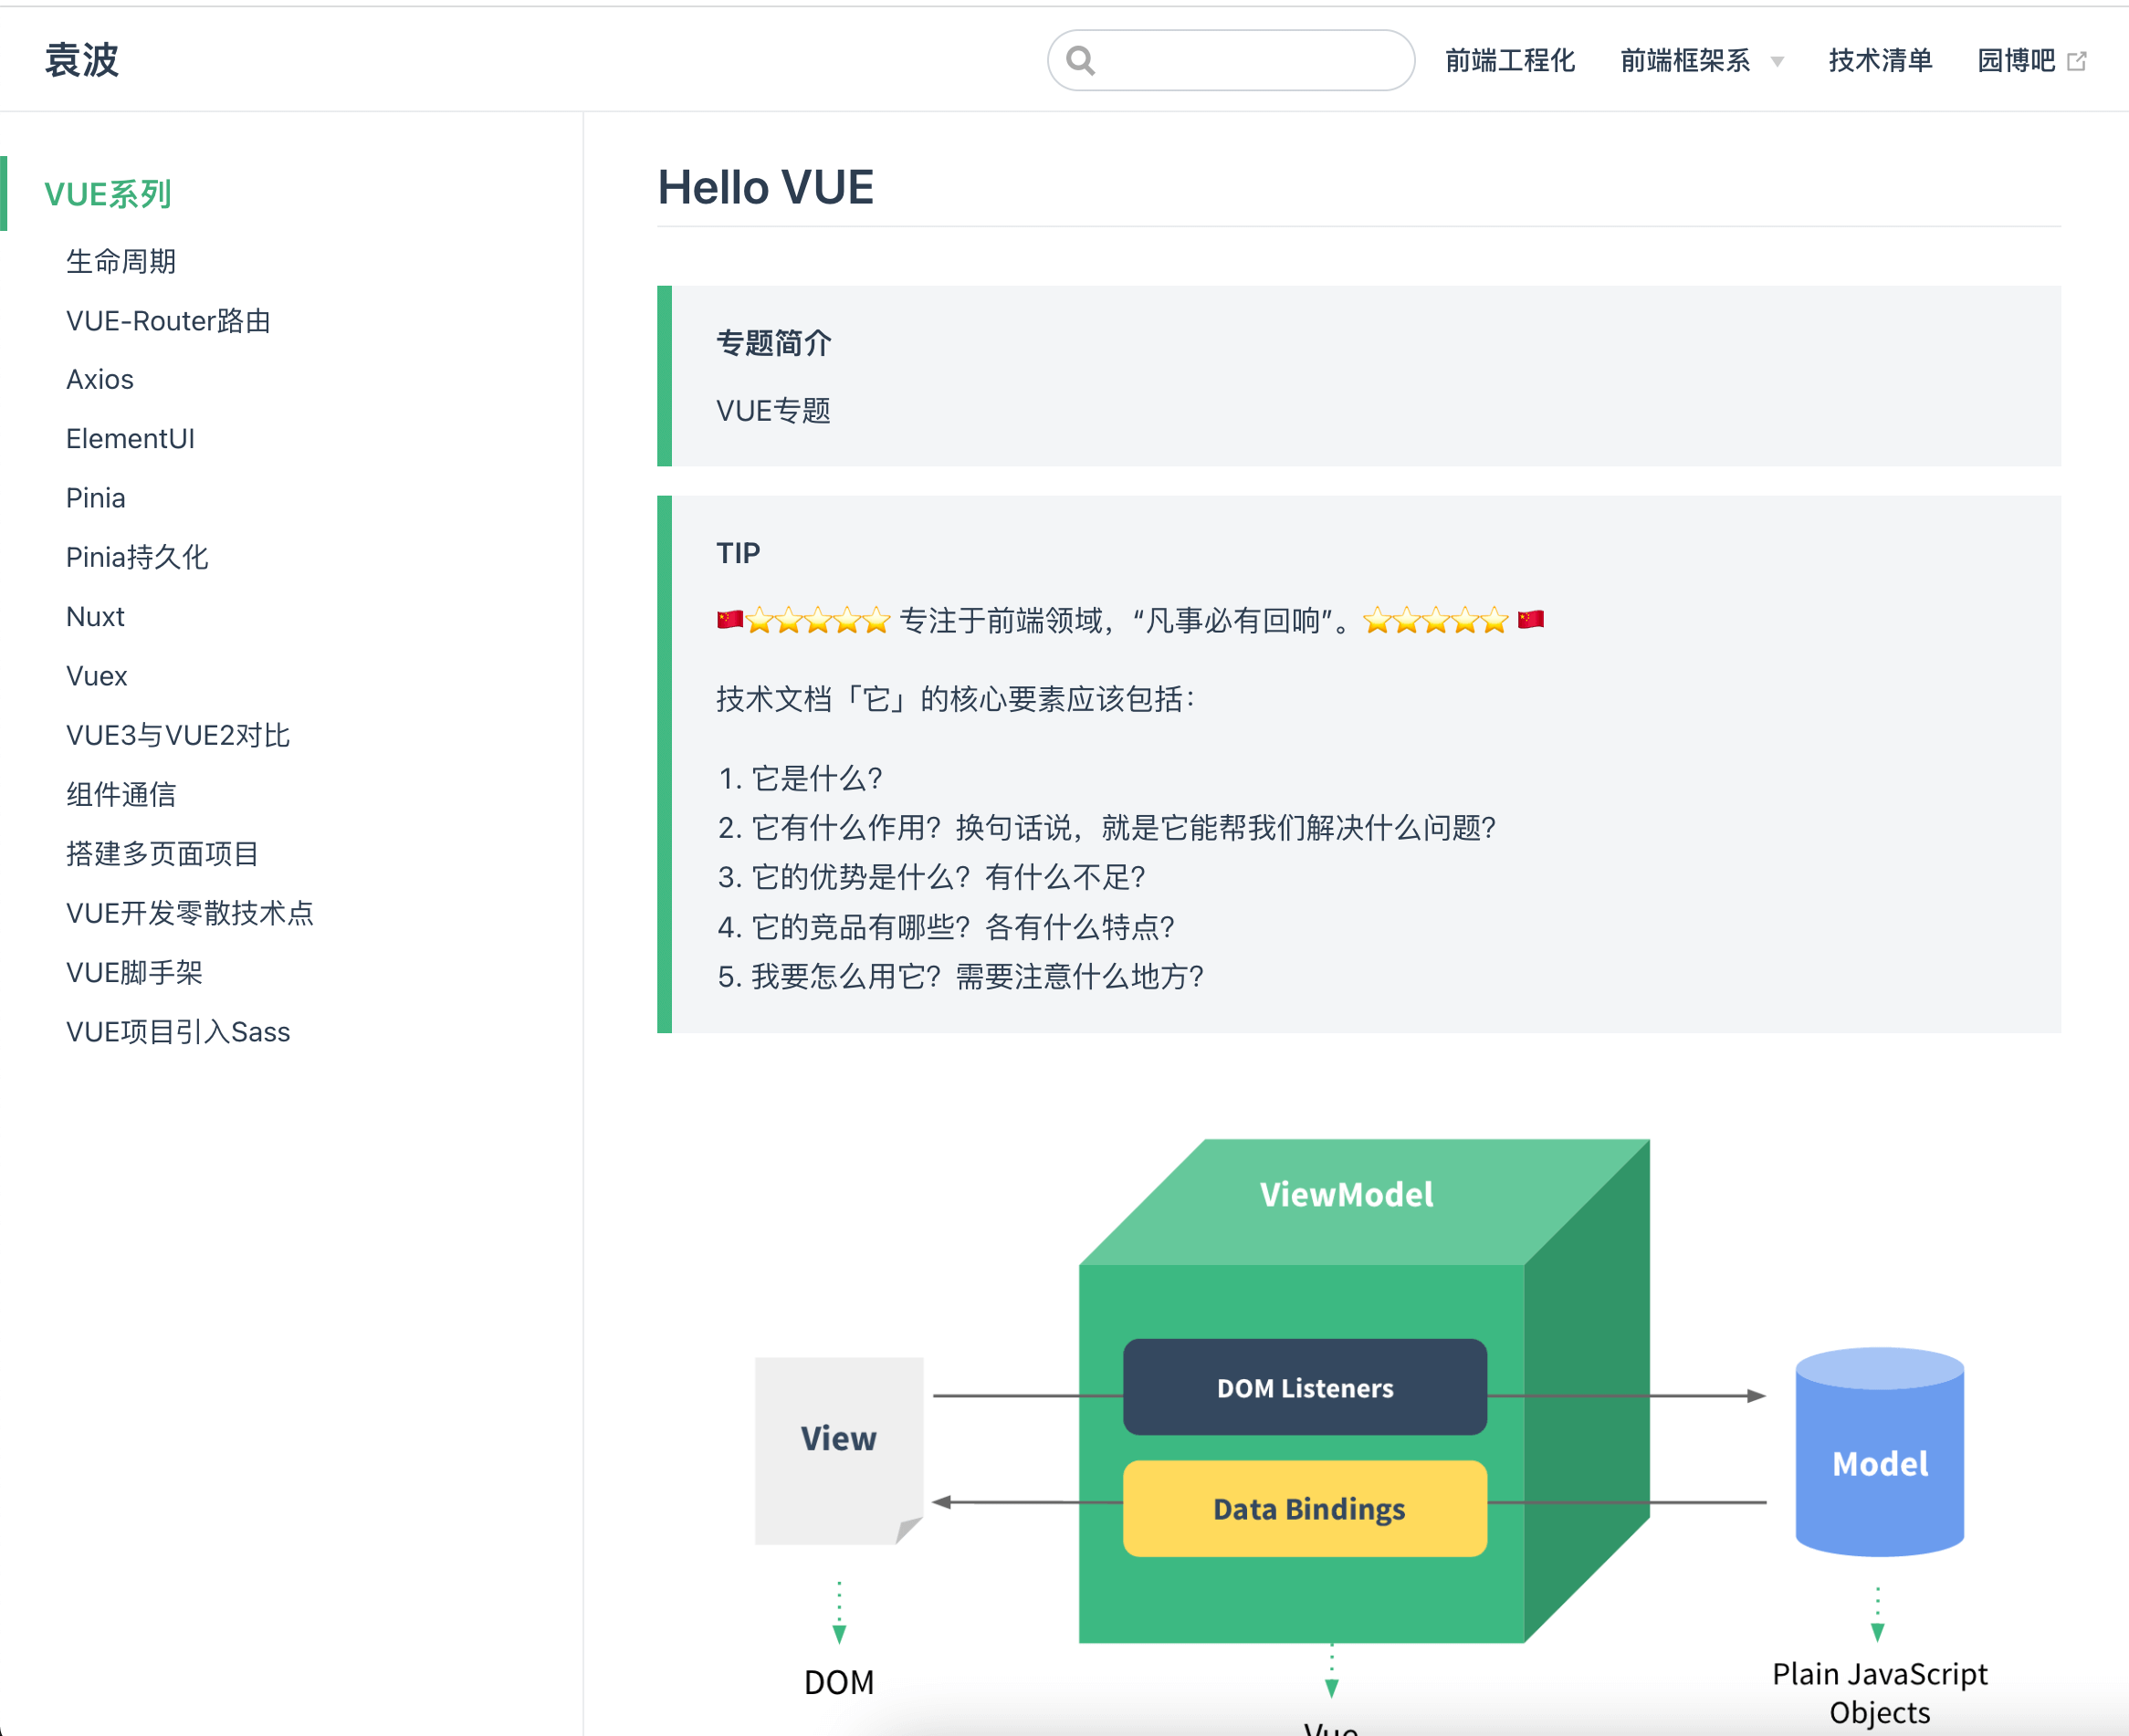 袁波
前端工程化 前端框架系 技术清单 园博吧
VUE系列
生命周期
VUE-Router路由
Axios
ElementUI
Pinia
Pinia持久化
Nuxt
Vuex
VUE3与VUE2对比
组件通信
搭建多页面项目
VUE开发零散技术点
VUE脚手架
VUE项目引入Sass
Hello VUE
专题简介
VUE专题
TIP
🇨🇳⭐⭐⭐⭐⭐ 专注于前端领域，“凡事必有回响”。⭐⭐⭐⭐⭐ 🇨🇳
技术文档「它」的核心要素应该包括：
1. 它是什么？
2. 它有什么作用？换句话说，就是它能帮我们解决什么问题？
3. 它的优势是什么？有什么不足？
4. 它的竞品有哪些？各有什么特点？
5. 我要怎么用它？需要注意什么地方？
ViewModel
DOM Listeners
View
Model
Data Bindings
DOM
Plain JavaScript
Objects
Vue